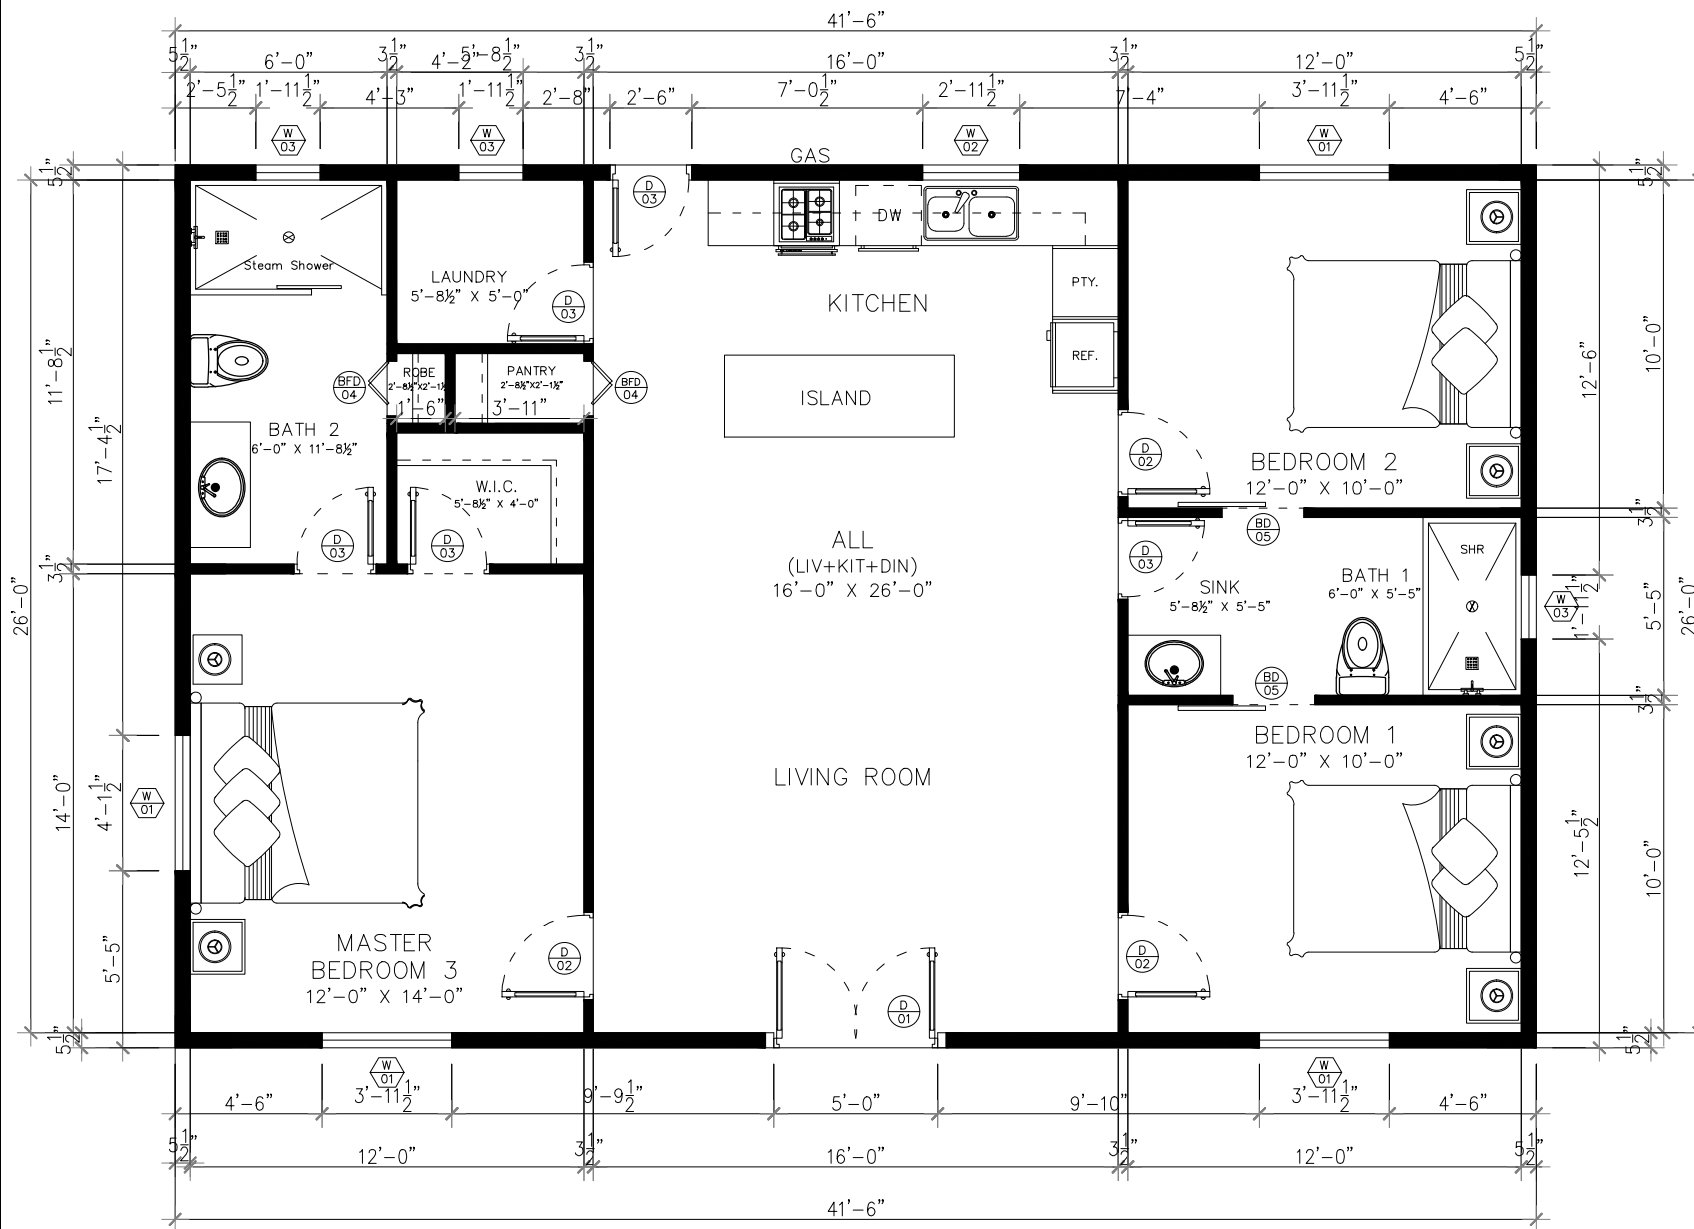 41'-6"
5½" 6'-0" 3½" 4'-2" 5'-8½" 3½" 16'-0" 3½" 12'-0" 5½"
2'-5½" 1'-11½" 4'-3" 1'-11½" 2'-8" 2'-6" 7'-0½" 2'-11½" 7'-4" 3'-11½" 4'-6"
W 03
W 03
W 02
W 01
GAS
5½"
5½"
D 03
DW
Steam Shower
LAUNDRY
5'-8½" X 5'-0"
D 03
KITCHEN
PTY.
REF.
11'-8½"
12'-6"
10'-0"
BFD 04
ROBE
2'-8½"X2'-1½"
PANTRY
2'-8½"X2'-1½"
BFD 04
1'-6"
3'-11"
ISLAND
17'-4½"
BATH 2
6'-0" X 11'-8½"
D 02
BEDROOM 2
12'-0" X 10'-0"
W.I.C.
5'-8½" X 4'-0"
3½"
D 03
D 03
BD 05
ALL
(LIV+KIT+DIN)
16'-0" X 26'-0"
D 03
SHR
SINK
5'-8½" X 5'-5"
BATH 1
6'-0" X 5'-5"
W 03
1'-11½"
5'-5"
26'-0"
3½"
26'-0"
BD 05
3½"
BEDROOM 1
12'-0" X 10'-0"
LIVING ROOM
W 01
4'-1½"
14'-0"
12'-5½"
10'-0"
5'-5"
MASTER
BEDROOM 3
12'-0" X 14'-0"
D 02
D 02
D 01
5½"
5½"
W 01
W 01
4'-6" 3'-11½" 9'-9½" 5'-0" 9'-10" 3'-11½" 4'-6"
5½" 12'-0" 3½" 16'-0" 3½" 12'-0" 5½"
41'-6"